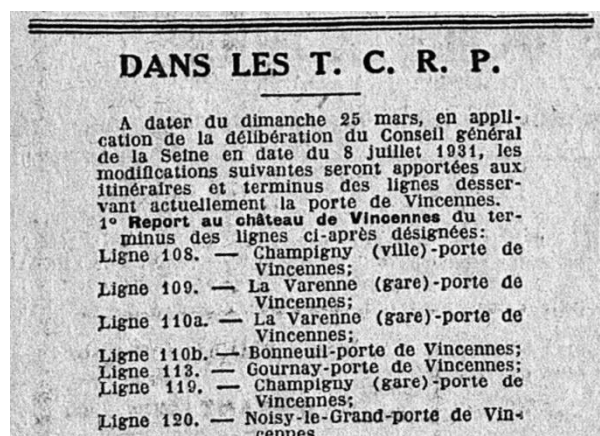 DANS LES T. C. R. P.
A dater du dimanche 25 mars, en appli-
cation de la délibération du Conseil général
de la Seine en date du 8 juillet 1931, les
modifications suivantes seront apportées aux
itinéraires et terminus des lignes desser-
vant actuellement la porte de Vincennes.
1° Report au château de Vincennes du ter-
minus des lignes ci-après désignées:
Ligne 108. — Champigny (ville)-porte de
Vincennes;
Ligne 109. — La Varenne (gare)-porte de
Vincennes;
Ligne 110a. — La Varenne (gare)-porte de
Vincennes;
Ligne 110b. — Bonneuil-porte de Vincennes;
Ligne 113. — Gournay-porte de Vincennes;
Ligne 119. — Champigny (gare)-porte de
Vincennes;
Ligne 120. — Noisy-le-Grand-porte de Vin-
cennes